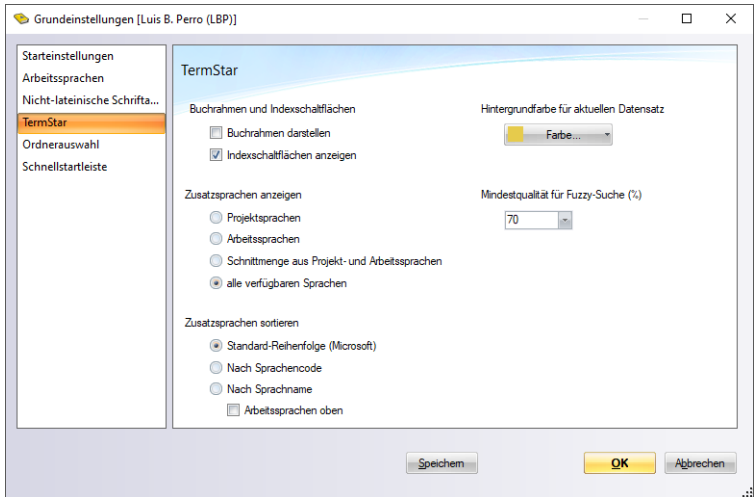 Grundeinstellungen [Luis B. Perro (LBP)]
Starteinstellungen
Arbeitssprachen
Nicht-lateinische Schrifta...
TermStar
Ordnerauswahl
Schnellstartleiste
TermStar
Buchrahmen und Indexschaltflächen
Buchrahmen darstellen
Indexschaltflächen anzeigen
Hintergrundfarbe für aktuellen Datensatz
Farbe...
Zusatzsprachen anzeigen
Projektsprachen
Arbeitssprachen
Schnittmenge aus Projekt- und Arbeitssprachen
alle verfügbaren Sprachen
Mindestqualität für Fuzzy-Suche (%)
70
Zusatzsprachen sortieren
Standard-Reihenfolge (Microsoft)
Nach Sprachencode
Nach Sprachname
Arbeitssprachen oben
Speichern
OK
Abbrechen